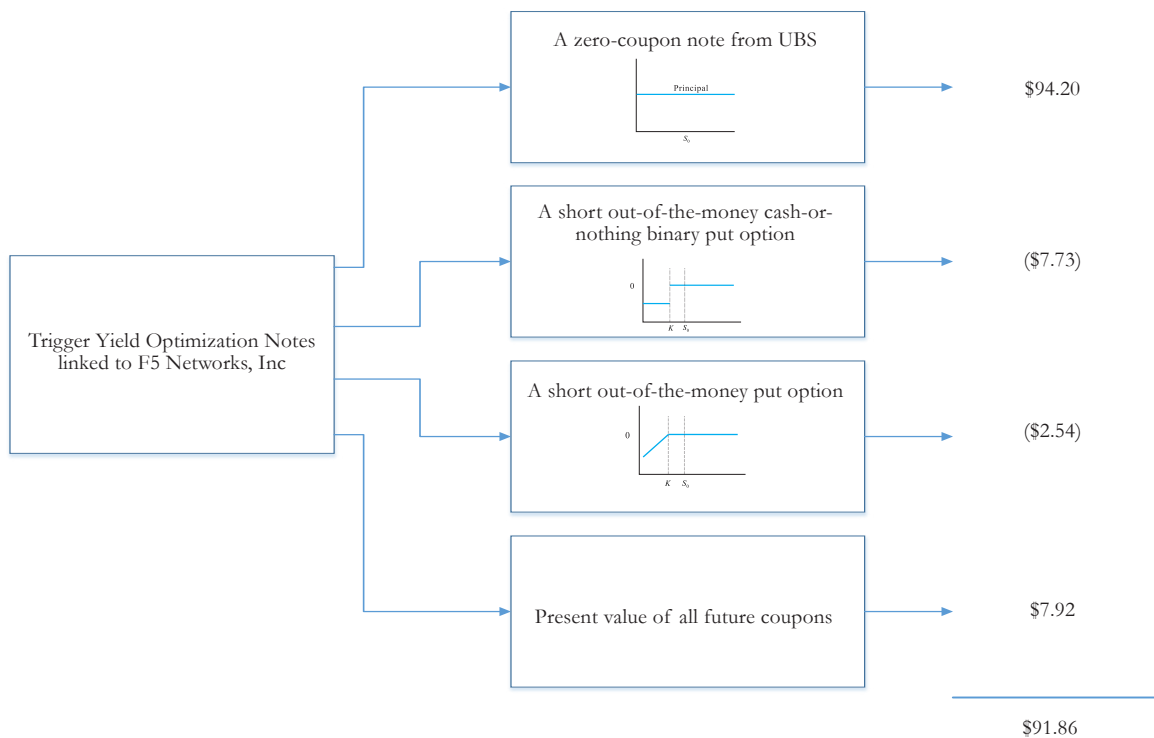 A zero-coupon note from UBS
Principal
S₀
$94.20
A short out-of-the-money cash-or-
nothing binary put option
0
K S₀
($7.73)
Trigger Yield Optimization Notes
linked to F5 Networks, Inc
A short out-of-the-money put option
0
K S₀
($2.54)
Present value of all future coupons
$7.92
$91.86